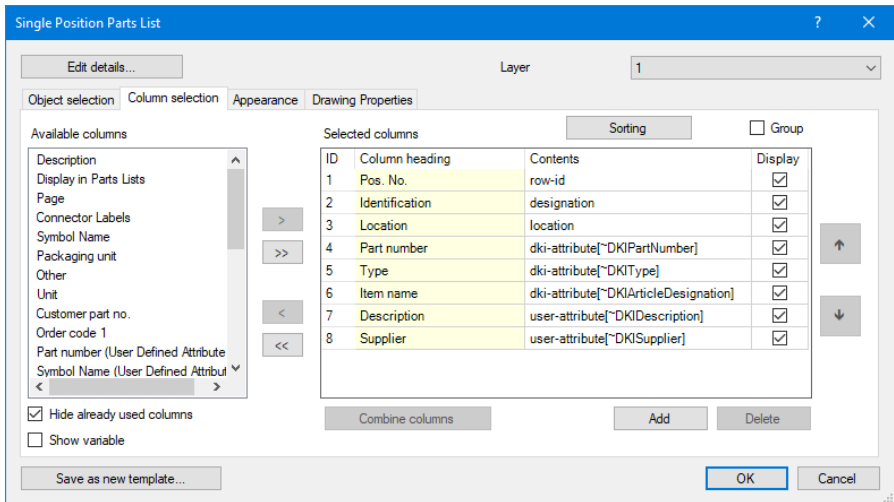 Single Position Parts List ? ×
Edit details... Layer 1
Object selection Column selection Appearance Drawing Properties
Available columns Selected columns Sorting Group
Description
Display in Parts Lists
Page
Connector Labels
Symbol Name
Packaging unit
Other
Unit
Customer part no.
Order code 1
Part number (User Defined Attribute
Symbol Name (User Defined Attribut
>
>>
<
<<
ID Column heading Contents Display
1 Pos. No. row-id
2 Identification designation
3 Location location
4 Part number dki-attribute[~DKIPartNumber]
5 Type dki-attribute[~DKIType]
6 Item name dki-attribute[~DKIArticleDesignation]
7 Description user-attribute[~DKIDescription]
8 Supplier user-attribute[~DKISupplier]
Hide already used columns Combine columns Add Delete
Show variable
Save as new template... OK Cancel